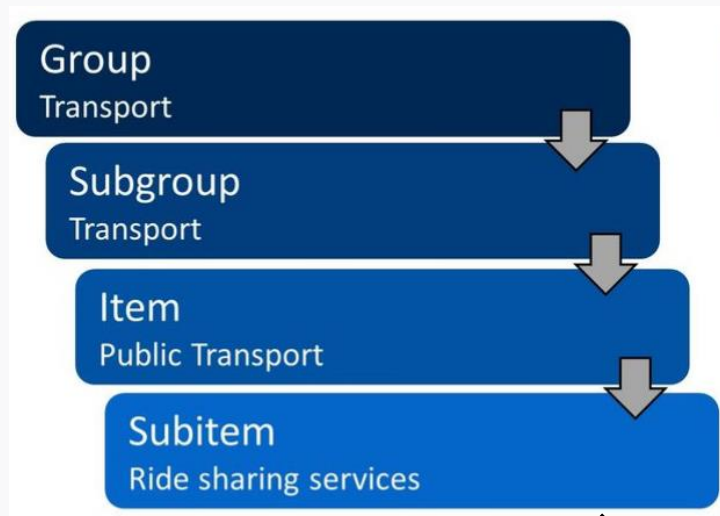 Group
Transport
Subgroup
Transport
Item
Public Transport
Subitem
Ride sharing services